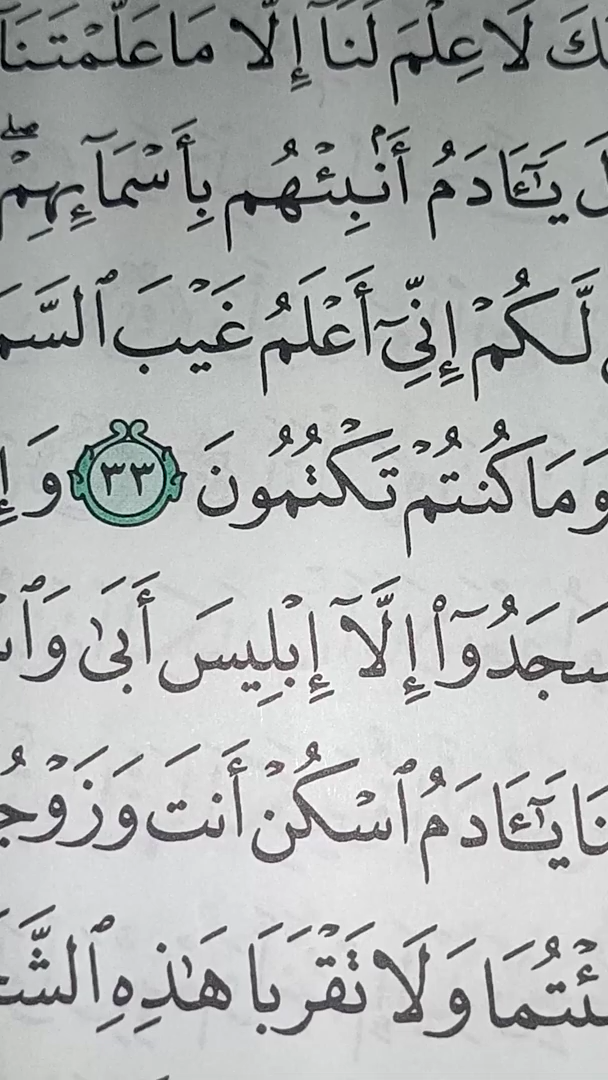 لَا عِلْمَ لَنَآ إِلَّا مَا عَلَّمْتَنَا
يَـٰٓـَٔادَمُ أَنۢبِئْهُم بِأَسْمَآئِهِمْ ۖ
لَّكُمْ إِنِّىٓ أَعْلَمُ غَيْبَ
وَمَا كُنتُمْ تَكْتُمُونَ ٣٣
إِلَّآ إِبْلِيسَ أَبَىٰ
يَـٰٓـَٔادَمُ ٱسْكُنْ أَنتَ
وَلَا تَقْرَبَا هَـٰذِهِ